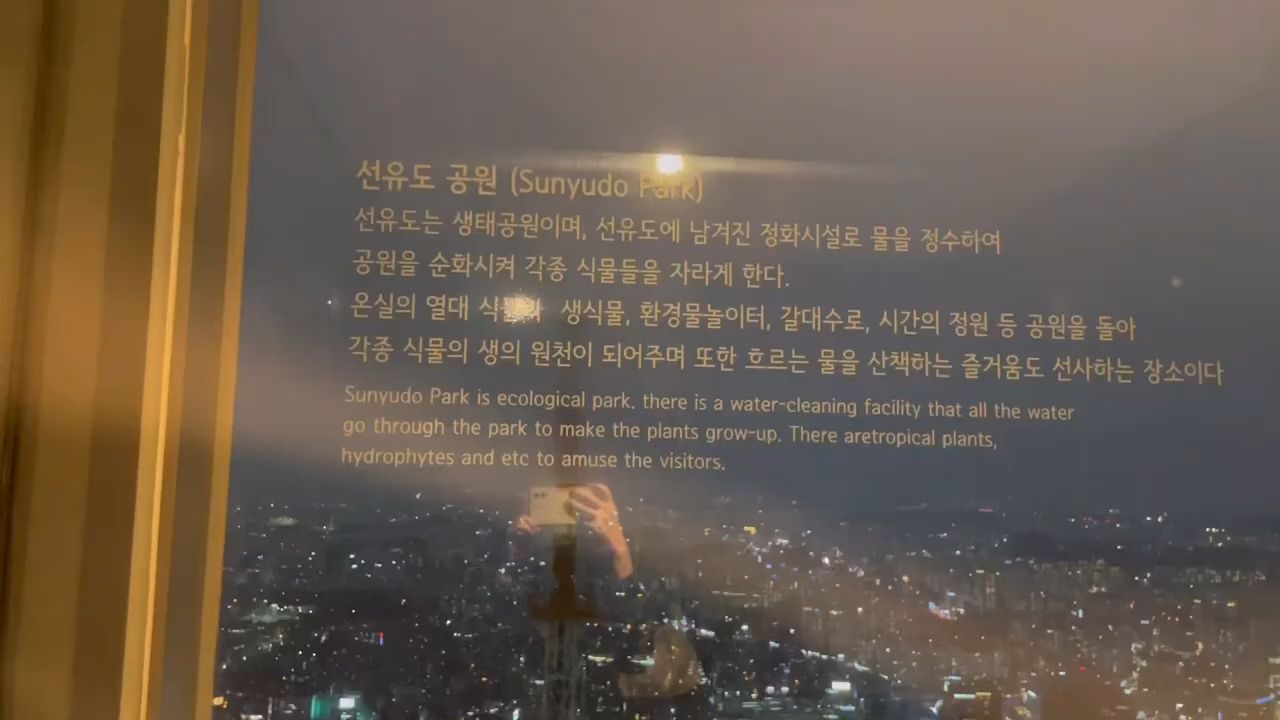 선유도 공원 (Sunyudo Park)
선유도는 생태공원이며, 선유도에 남겨진 정화시설로 물을 정수하여
공원을 순화시켜 각종 식물들을 자라게 한다.
온실의 열대 생식물, 환경물놀이터, 갈대수로, 시간의 정원 등 공원을 돌아
각종 식물의 생의 원천이 되어주며 또한 흐르는 물을 산책하는 즐거움도 선사하는 장소이다
Sunyudo Park is ecological park. there is a water-cleaning facility that all the water
go through the park to make the plants grow-up. There aretropical plants,
hydrophytes and etc to amuse the visitors.